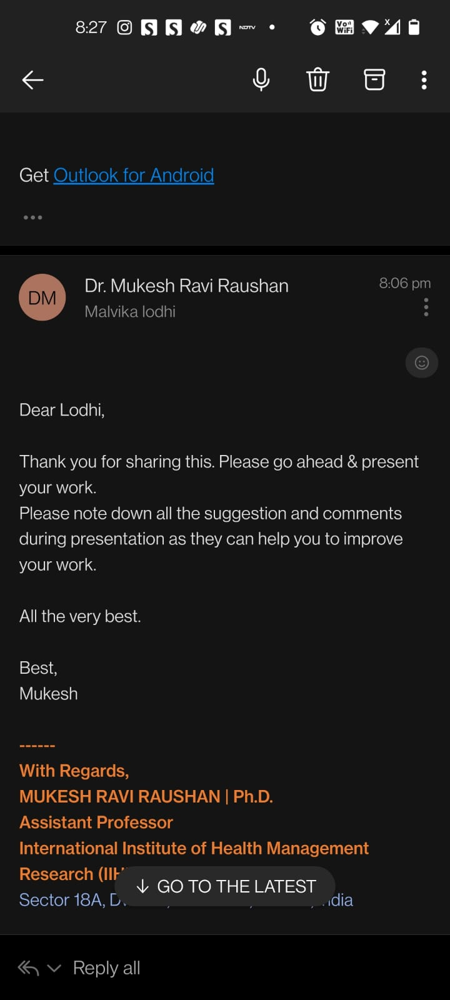 8:27
NDTV
Vo))
WiFi
X
Get Outlook for Android
DM
Dr. Mukesh Ravi Raushan
8:06 pm
Malvika lodhi
Dear Lodhi,
Thank you for sharing this. Please go ahead & present
your work.
Please note down all the suggestion and comments
during presentation as they can help you to improve
your work.
All the very best.
Best,
Mukesh
------
With Regards,
MUKESH RAVI RAUSHAN | Ph.D.
Assistant Professor
International Institute of Health Management
Research
GO TO THE LATEST
Sector 18A,
Reply all